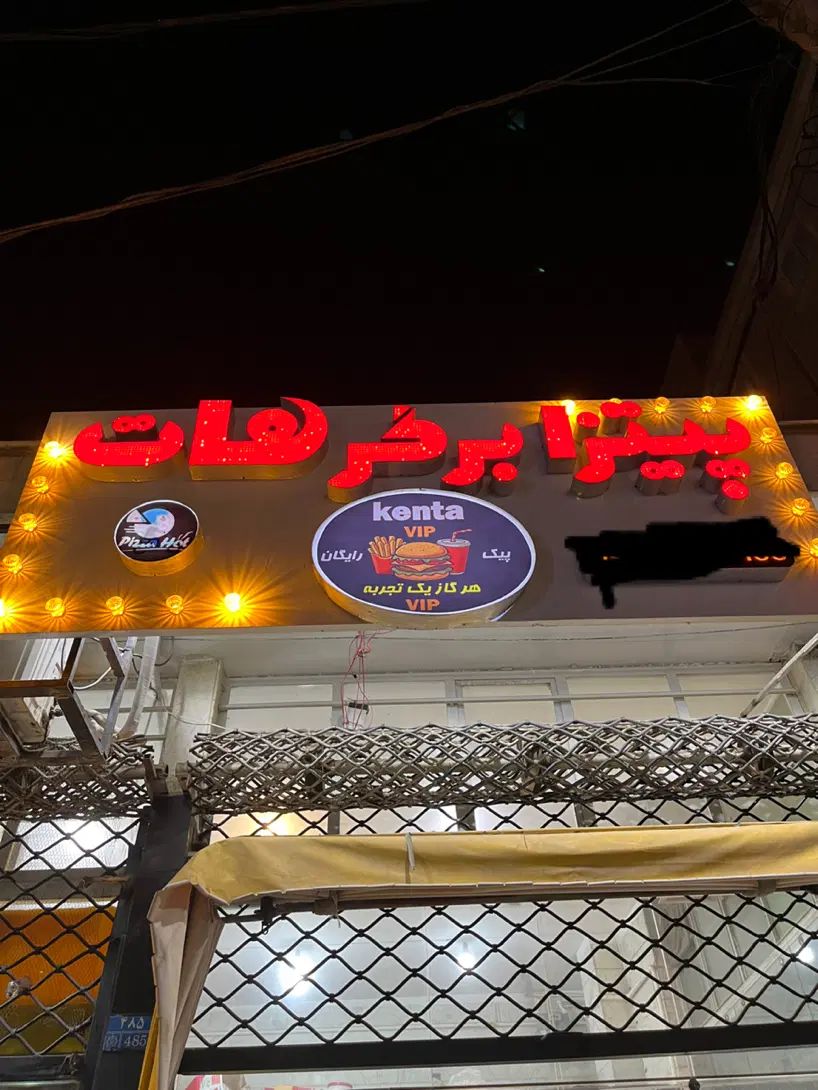 پیتزا برگر هات
Pizza Hot
kenta
VIP
پیک رایگان
هر گاز یک تجربه
VIP
۴۸۵
485